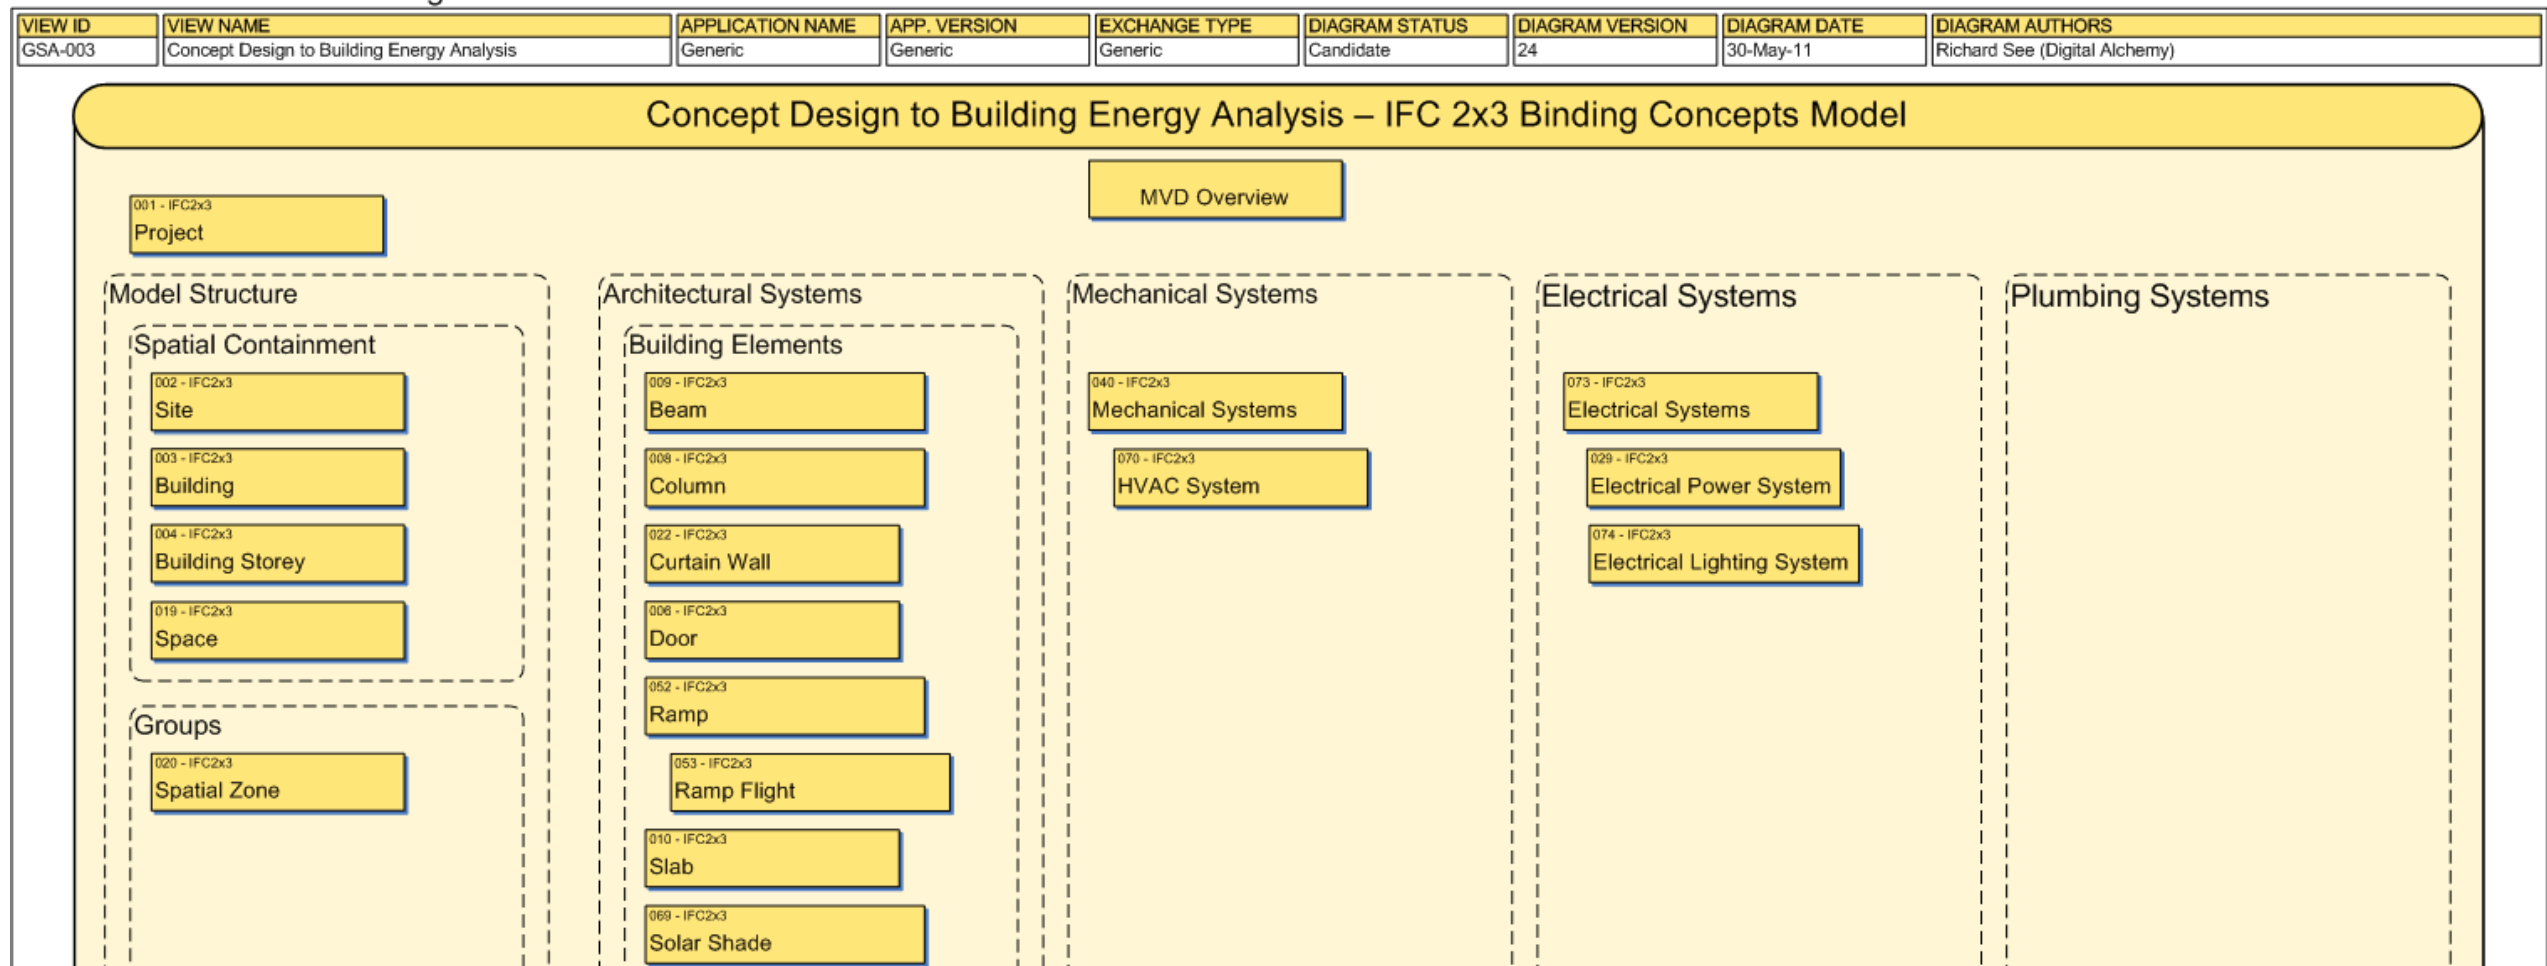 VIEW ID VIEW NAME APPLICATION NAME APP. VERSION EXCHANGE TYPE DIAGRAM STATUS DIAGRAM VERSION DIAGRAM DATE DIAGRAM AUTHORS
GSA-003 Concept Design to Building Energy Analysis Generic Generic Generic Candidate 24 30-May-11 Richard See (Digital Alchemy)
Concept Design to Building Energy Analysis – IFC 2x3 Binding Concepts Model
MVD Overview
001 - IFC2x3
Project
Model Structure
Spatial Containment
002 - IFC2x3
Site
003 - IFC2x3
Building
004 - IFC2x3
Building Storey
019 - IFC2x3
Space
Groups
020 - IFC2x3
Spatial Zone
Architectural Systems
Building Elements
009 - IFC2x3
Beam
008 - IFC2x3
Column
022 - IFC2x3
Curtain Wall
006 - IFC2x3
Door
052 - IFC2x3
Ramp
053 - IFC2x3
Ramp Flight
010 - IFC2x3
Slab
069 - IFC2x3
Solar Shade
Mechanical Systems
040 - IFC2x3
Mechanical Systems
070 - IFC2x3
HVAC System
Electrical Systems
073 - IFC2x3
Electrical Systems
029 - IFC2x3
Electrical Power System
074 - IFC2x3
Electrical Lighting System
Plumbing Systems